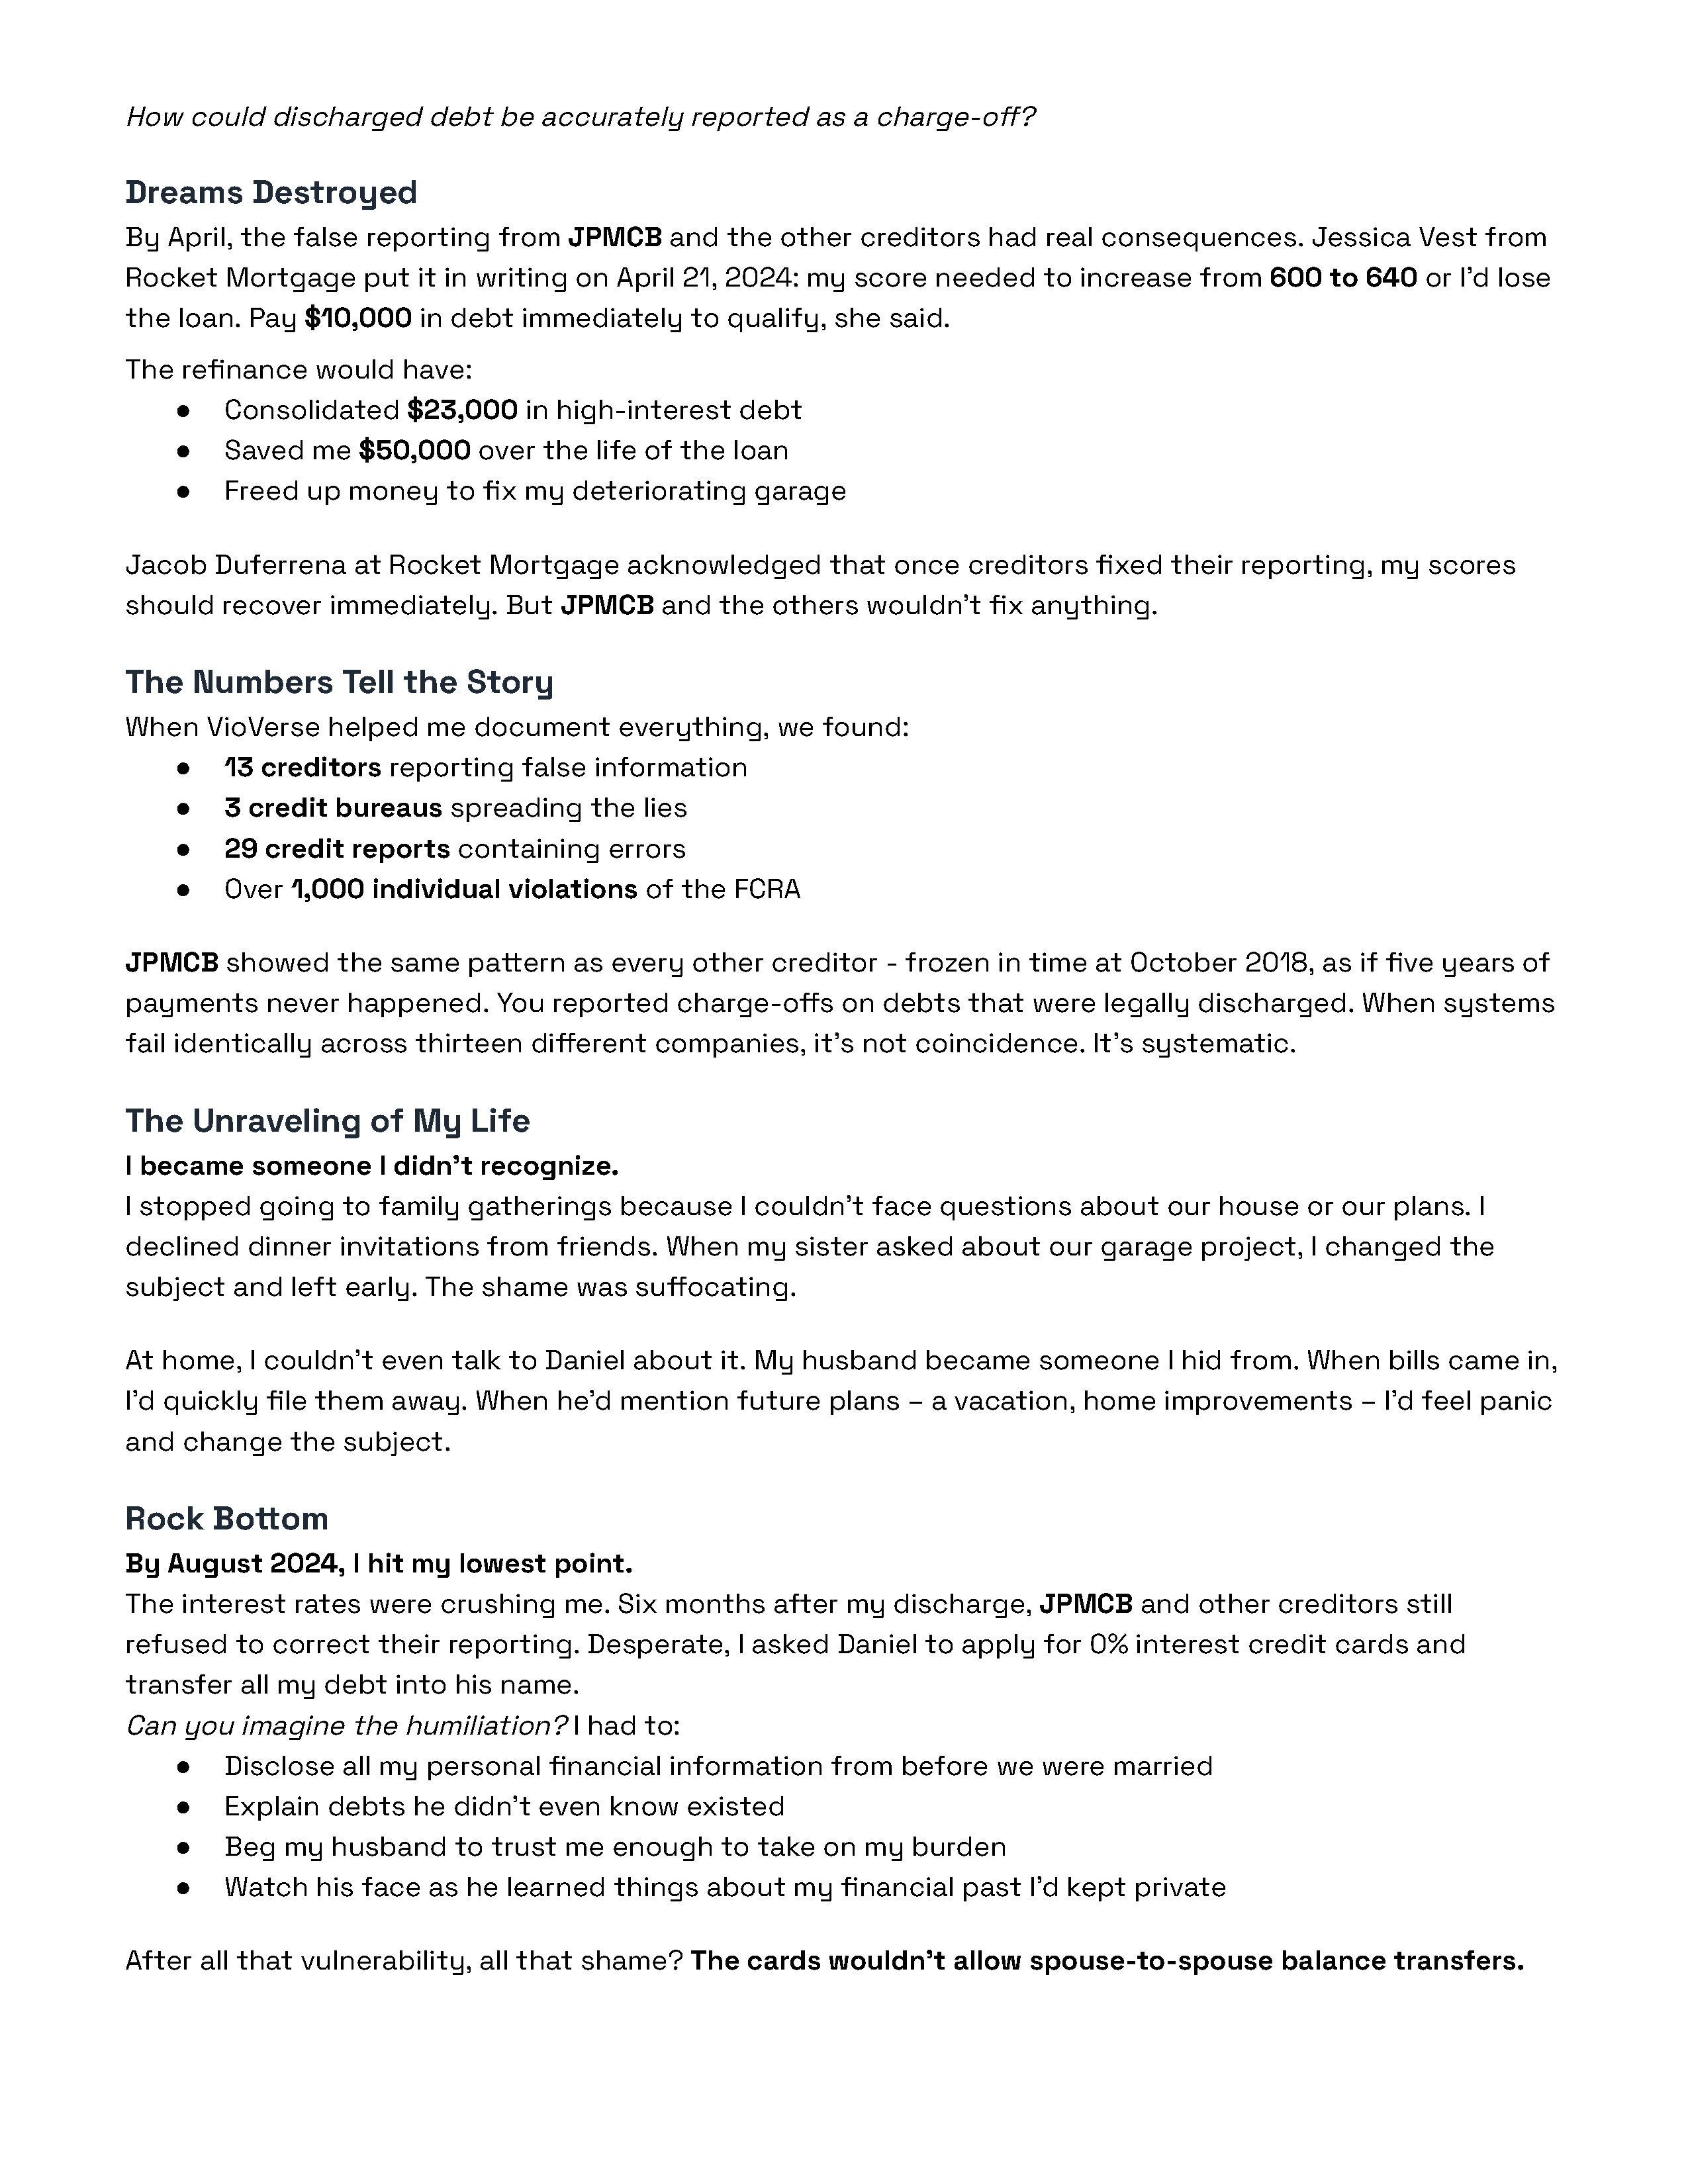 How could discharged debt be accurately reported as a charge-off?
Dreams Destroyed
By April, the false reporting from JPMCB and the other creditors had real consequences. Jessica Vest from
Rocket Mortgage put it in writing on April 21, 2024: my score needed to increase from 600 to 640 or I'd lose
the loan. Pay $10,000 in debt immediately to qualify, she said.
The refinance would have:
● Consolidated $23,000 in high-interest debt
● Saved me $50,000 over the life of the loan
● Freed up money to fix my deteriorating garage
Jacob Duferrena at Rocket Mortgage acknowledged that once creditors fixed their reporting, my scores
should recover immediately. But JPMCB and the others wouldn't fix anything.
The Numbers Tell the Story
When VioVerse helped me document everything, we found:
● 13 creditors reporting false information
● 3 credit bureaus spreading the lies
● 29 credit reports containing errors
● Over 1,000 individual violations of the FCRA
JPMCB showed the same pattern as every other creditor - frozen in time at October 2018, as if five years of
payments never happened. You reported charge-offs on debts that were legally discharged. When systems
fail identically across thirteen different companies, it's not coincidence. It's systematic.
The Unraveling of My Life
I became someone I didn't recognize.
I stopped going to family gatherings because I couldn't face questions about our house or our plans. I
declined dinner invitations from friends. When my sister asked about our garage project, I changed the
subject and left early. The shame was suffocating.
At home, I couldn't even talk to Daniel about it. My husband became someone I hid from. When bills came in,
I'd quickly file them away. When he'd mention future plans – a vacation, home improvements – I'd feel panic
and change the subject.
Rock Bottom
By August 2024, I hit my lowest point.
The interest rates were crushing me. Six months after my discharge, JPMCB and other creditors still
refused to correct their reporting. Desperate, I asked Daniel to apply for 0% interest credit cards and
transfer all my debt into his name.
Can you imagine the humiliation? I had to:
● Disclose all my personal financial information from before we were married
● Explain debts he didn't even know existed
● Beg my husband to trust me enough to take on my burden
● Watch his face as he learned things about my financial past I'd kept private
After all that vulnerability, all that shame? The cards wouldn't allow spouse-to-spouse balance transfers.